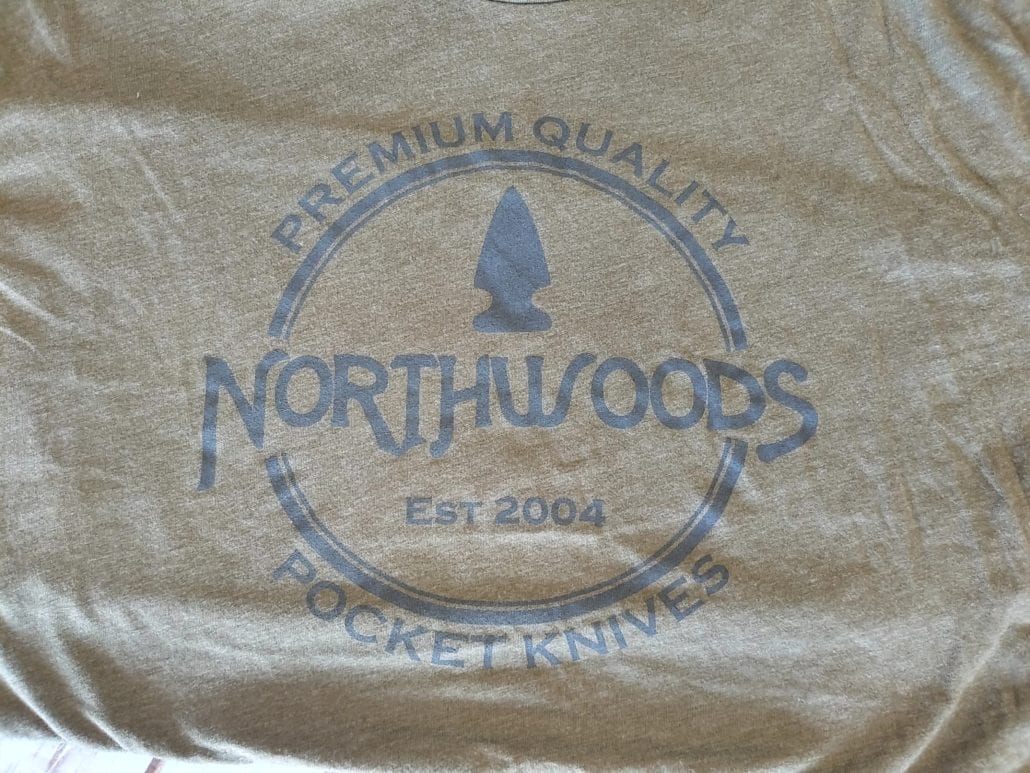 PREMIUM QUALITY
NORTHWOODS
EST 2004
POCKET KNIVES